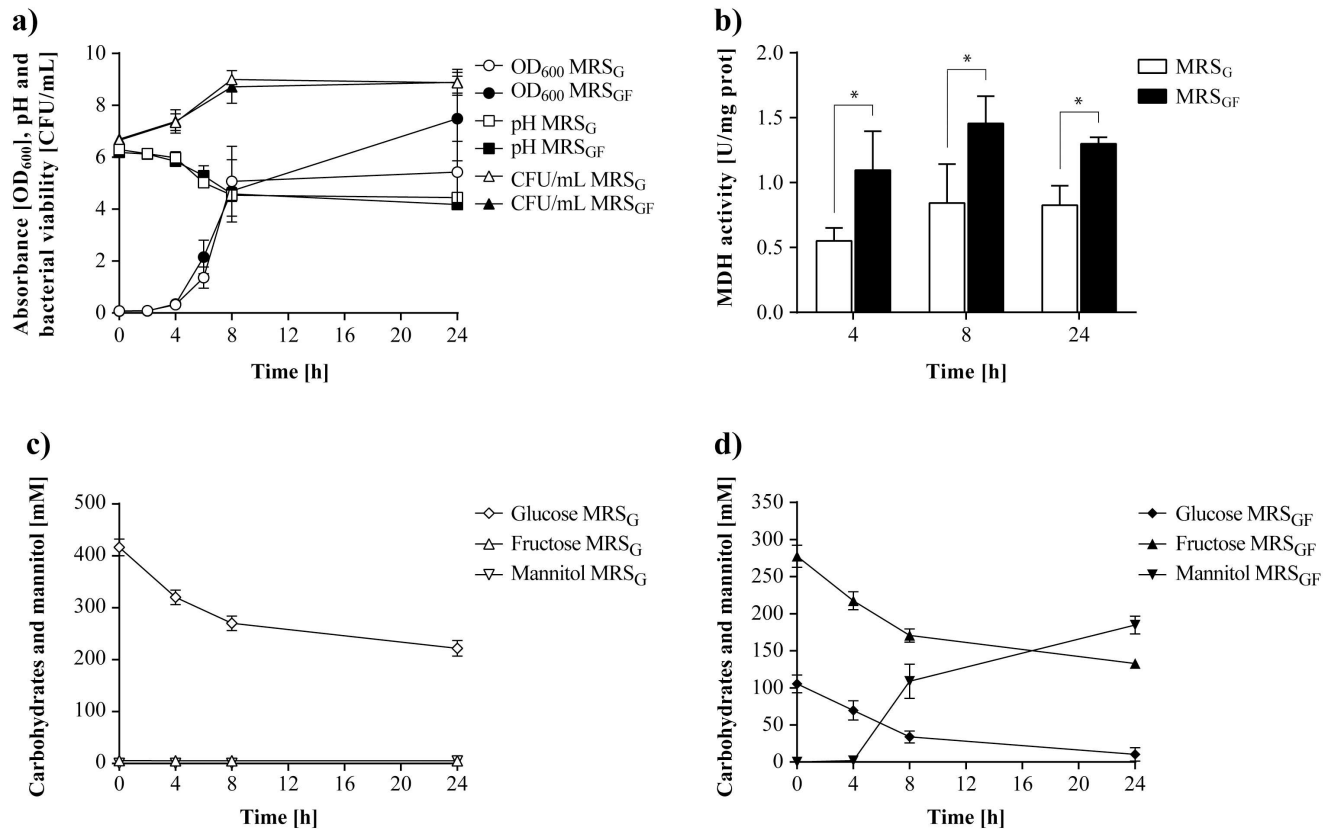 a)
Absorbance [OD600], pH and
bacterial viability [CFU/mL]
10
8
6
4
2
0
0 4 8 12 16 20 24
Time [h]
OD600 MRSG
OD600 MRSGF
pH MRSG
pH MRSGF
CFU/mL MRSG
CFU/mL MRSGF
b)
MDH activity [U/mg prot]
2.0
1.5
1.0
0.5
0.0
* * *
4 8 24
Time [h]
MRSG
MRSGF
c)
Carbohydrates and mannitol [mM]
500
400
300
200
100
0
0 4 8 12 16 20 24
Time [h]
Glucose MRSG
Fructose MRSG
Mannitol MRSG
d)
Carbohydrates and mannitol [mM]
350
300
250
200
150
100
50
0
0 4 8 12 16 20 24
Time [h]
Glucose MRSGF
Fructose MRSGF
Mannitol MRSGF